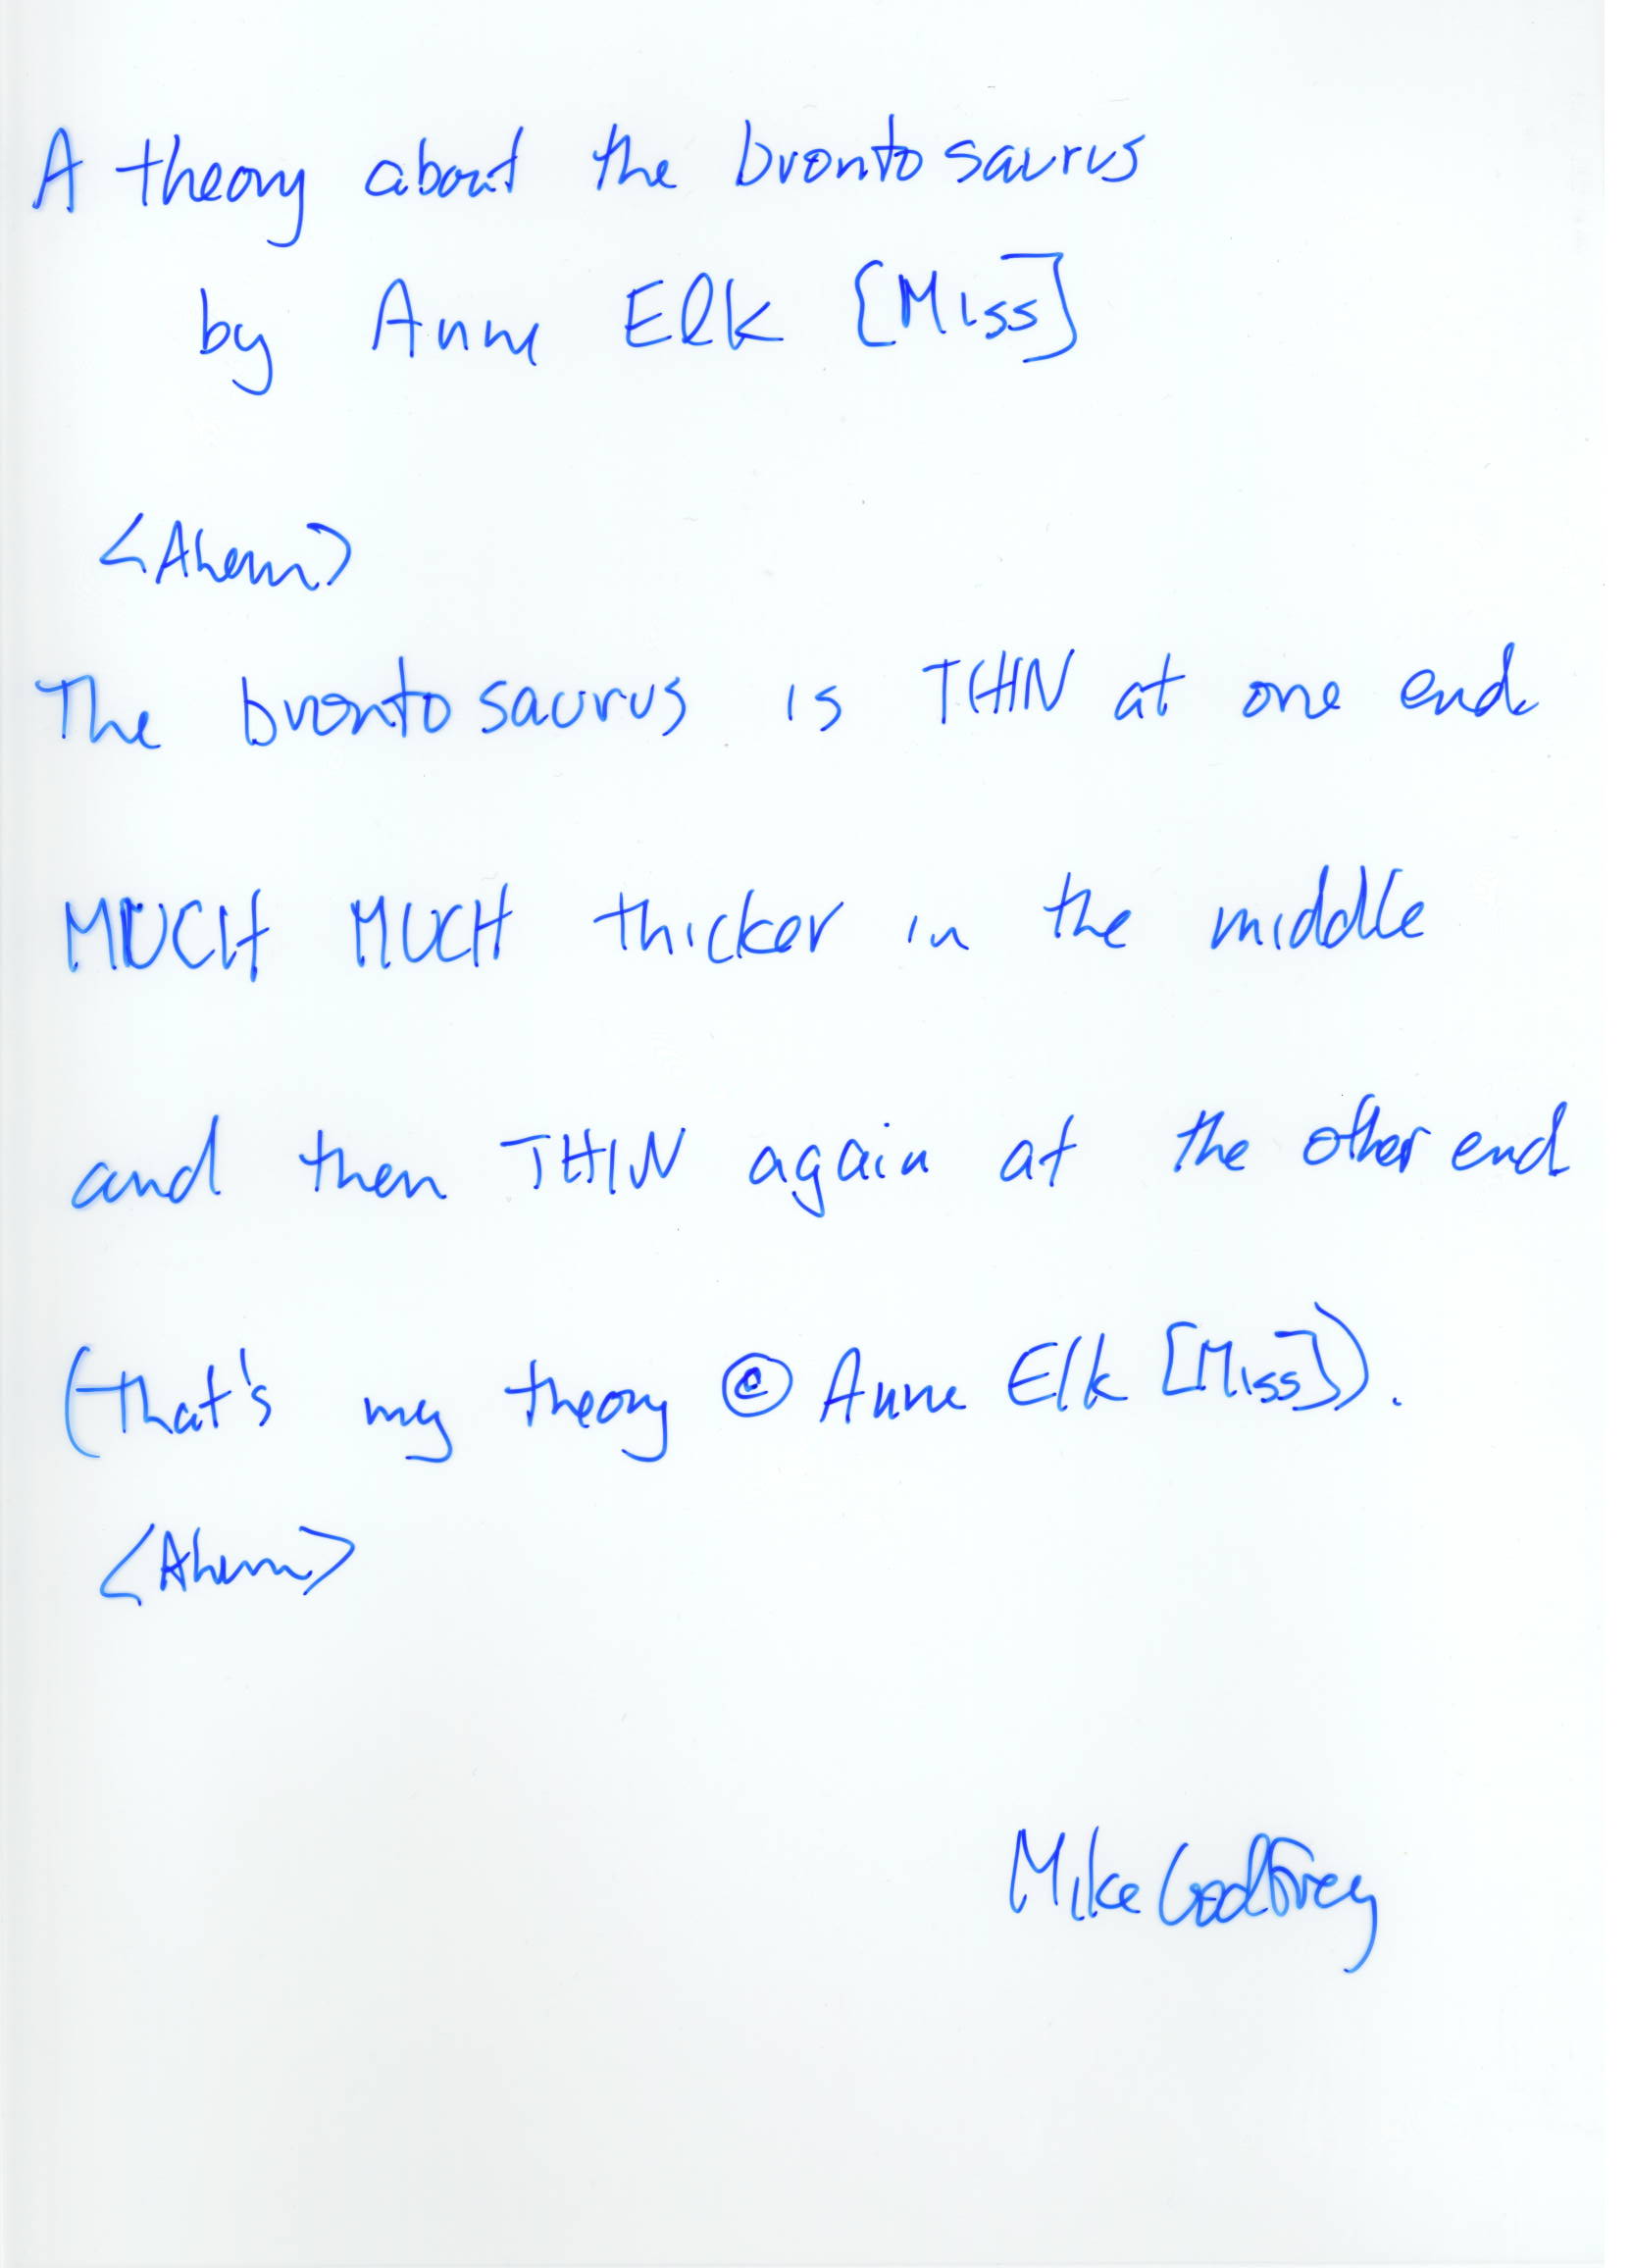 A theory about the brontosaurus
by Anne Elk [Miss]
<Ahem>
The brontosaurus is THIN at one end
MUCH MUCH thicker in the middle
and then THIN again at the other end
(that's my theory © Anne Elk [Miss]).
<Ahem>
Mike Godfrey